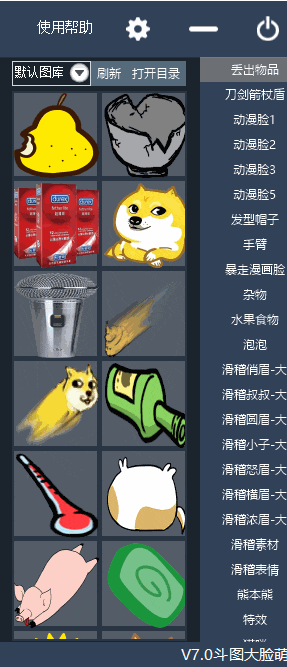 使用帮助
默认图库 刷新 打开目录
丢出物品
刀剑箭杖盾
动漫脸1
动漫脸2
动漫脸3
动漫脸5
发型帽子
手臂
暴走漫画脸
杂物
水果食物
泡泡
滑稽俏眉-大
滑稽叔叔-大
滑稽圆眉-大
滑稽小子-大
滑稽怒眉-大
滑稽横眉-大
滑稽浓眉-大
滑稽素材
滑稽表情
熊本熊
特效
durex
durex
durex
V7.0斗图大脸萌